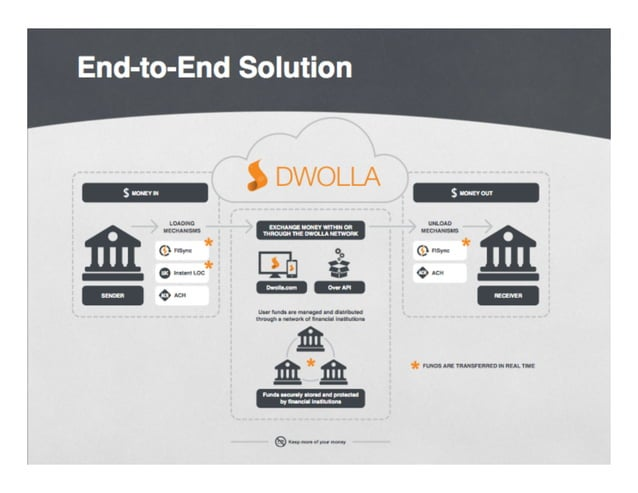 End-to-End Solution
DWOLLA
$ MONEY IN
LOADING
MECHANISMS
* FiSync
* LOC Instant LOC
ACH ACH
SENDER
EXCHANGE MONEY WITHIN OR
THROUGH THE DWOLLA NETWORK
Dwolla.com
Over API
User funds are managed and distributed
through a network of financial institutions
*
Funds securely stored and protected
by financial institutions
$ MONEY OUT
UNLOAD
MECHANISMS
* FiSync
ACH ACH
RECEIVER
* FUNDS ARE TRANSFERRED IN REAL TIME
Keep more of your money